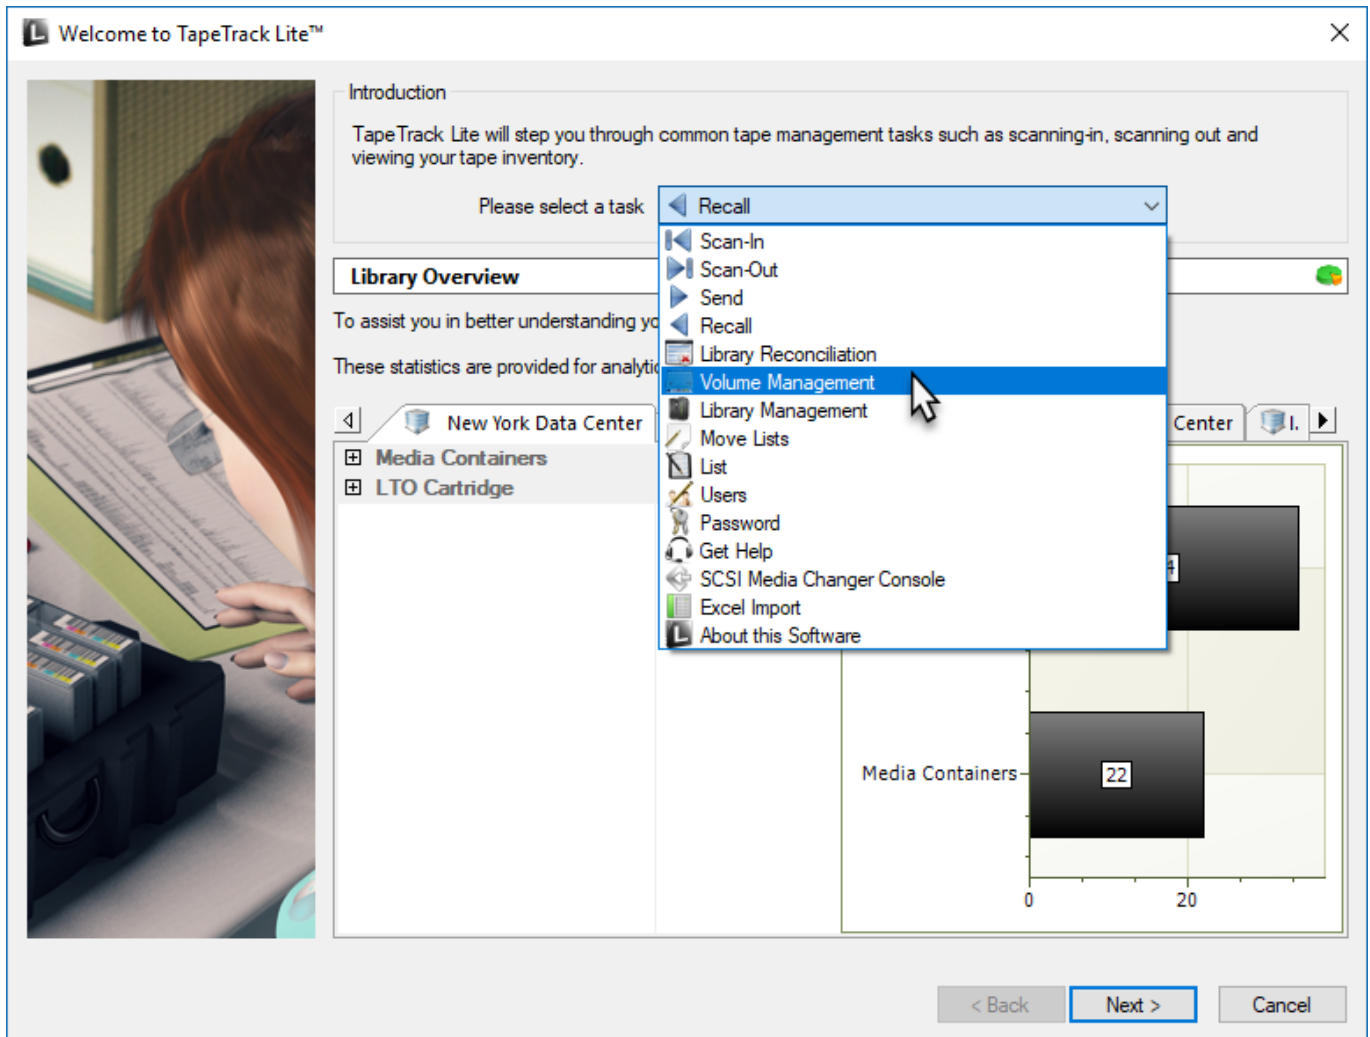 Welcome to TapeTrack Lite™
Introduction
TapeTrack Lite will step you through common tape management tasks such as scanning-in, scanning out and
viewing your tape inventory.
Please select a task
Recall
Scan-In
Scan-Out
Send
Recall
Library Reconciliation
Volume Management
Library Management
Move Lists
List
Users
Password
Get Help
SCSI Media Changer Console
Excel Import
About this Software
Library Overview
To assist you in better understanding
These statistics are provided for
New York Data Center
Center
Media Containers
LTO Cartridge
4
Media Containers
22
0
20
< Back
Next >
Cancel